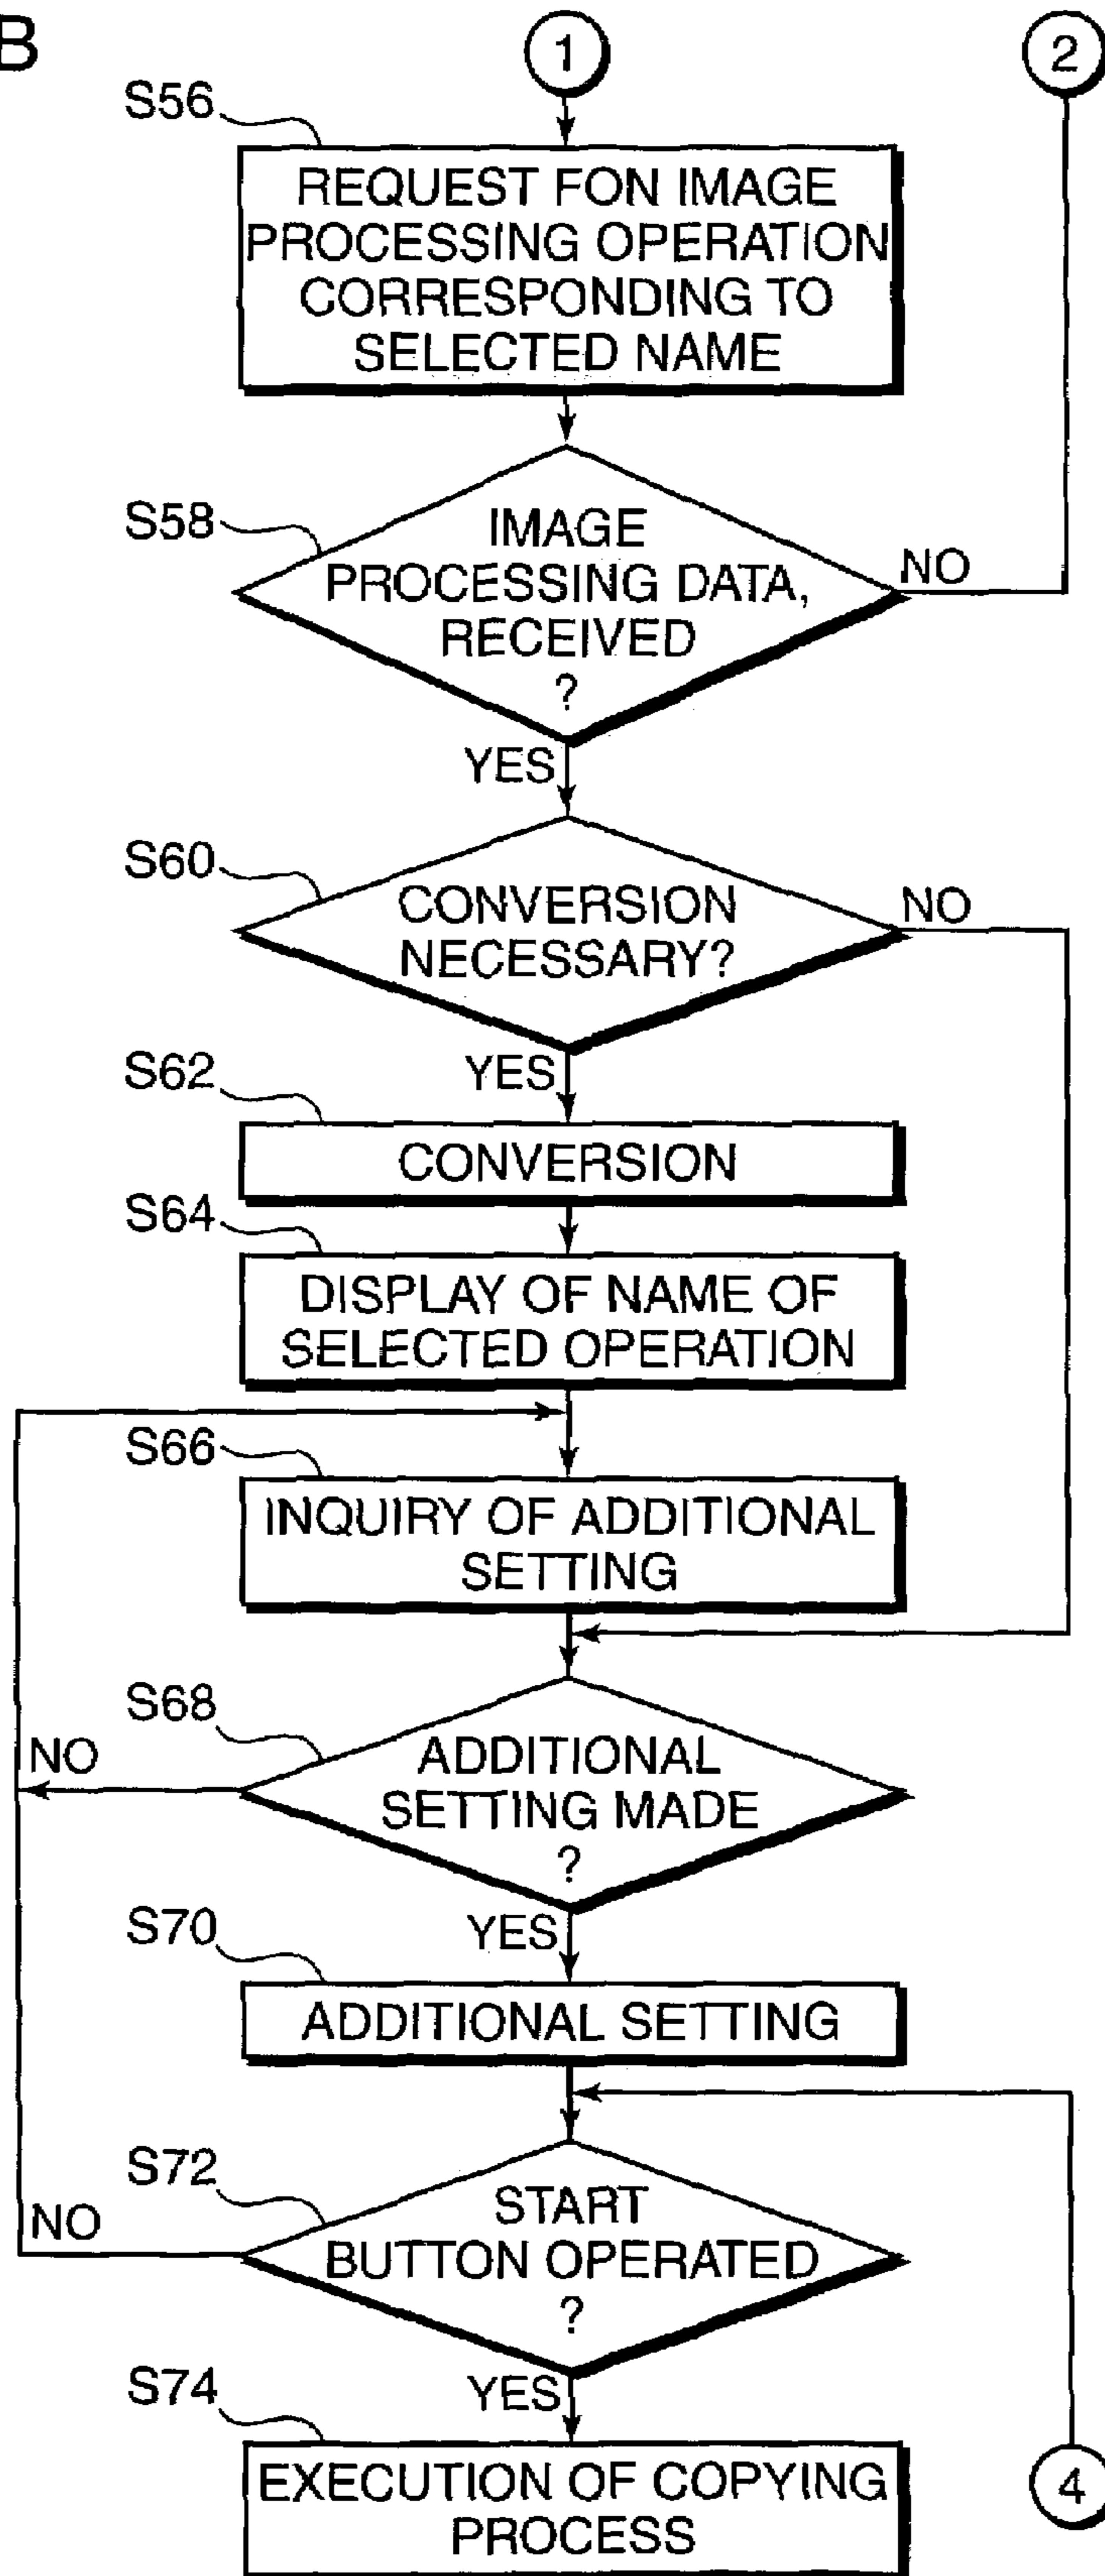 B
1
2
S56
REQUEST FON IMAGE
PROCESSING OPERATION
CORRESPONDING TO
SELECTED NAME
S58
IMAGE
PROCESSING DATA,
RECEIVED
?
NO
YES
S60
CONVERSION
NECESSARY?
NO
YES
S62
CONVERSION
S64
DISPLAY OF NAME OF
SELECTED OPERATION
S66
INQUIRY OF ADDITIONAL
SETTING
S68
NO
ADDITIONAL
SETTING MADE
?
YES
S70
ADDITIONAL SETTING
S72
NO
START
BUTTON OPERATED
?
YES
S74
EXECUTION OF COPYING
PROCESS
4